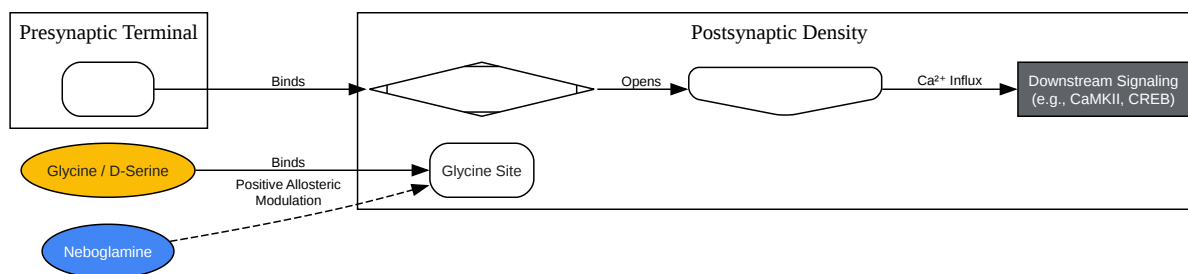 Presynaptic Terminal
Postsynaptic Density
Binds
Opens
Ca²⁺ Influx
Downstream Signaling
(e.g., CaMKII, CREB)
Glycine / D-Serine
Binds
Glycine Site
Positive Allosteric
Modulation
Neboglamine